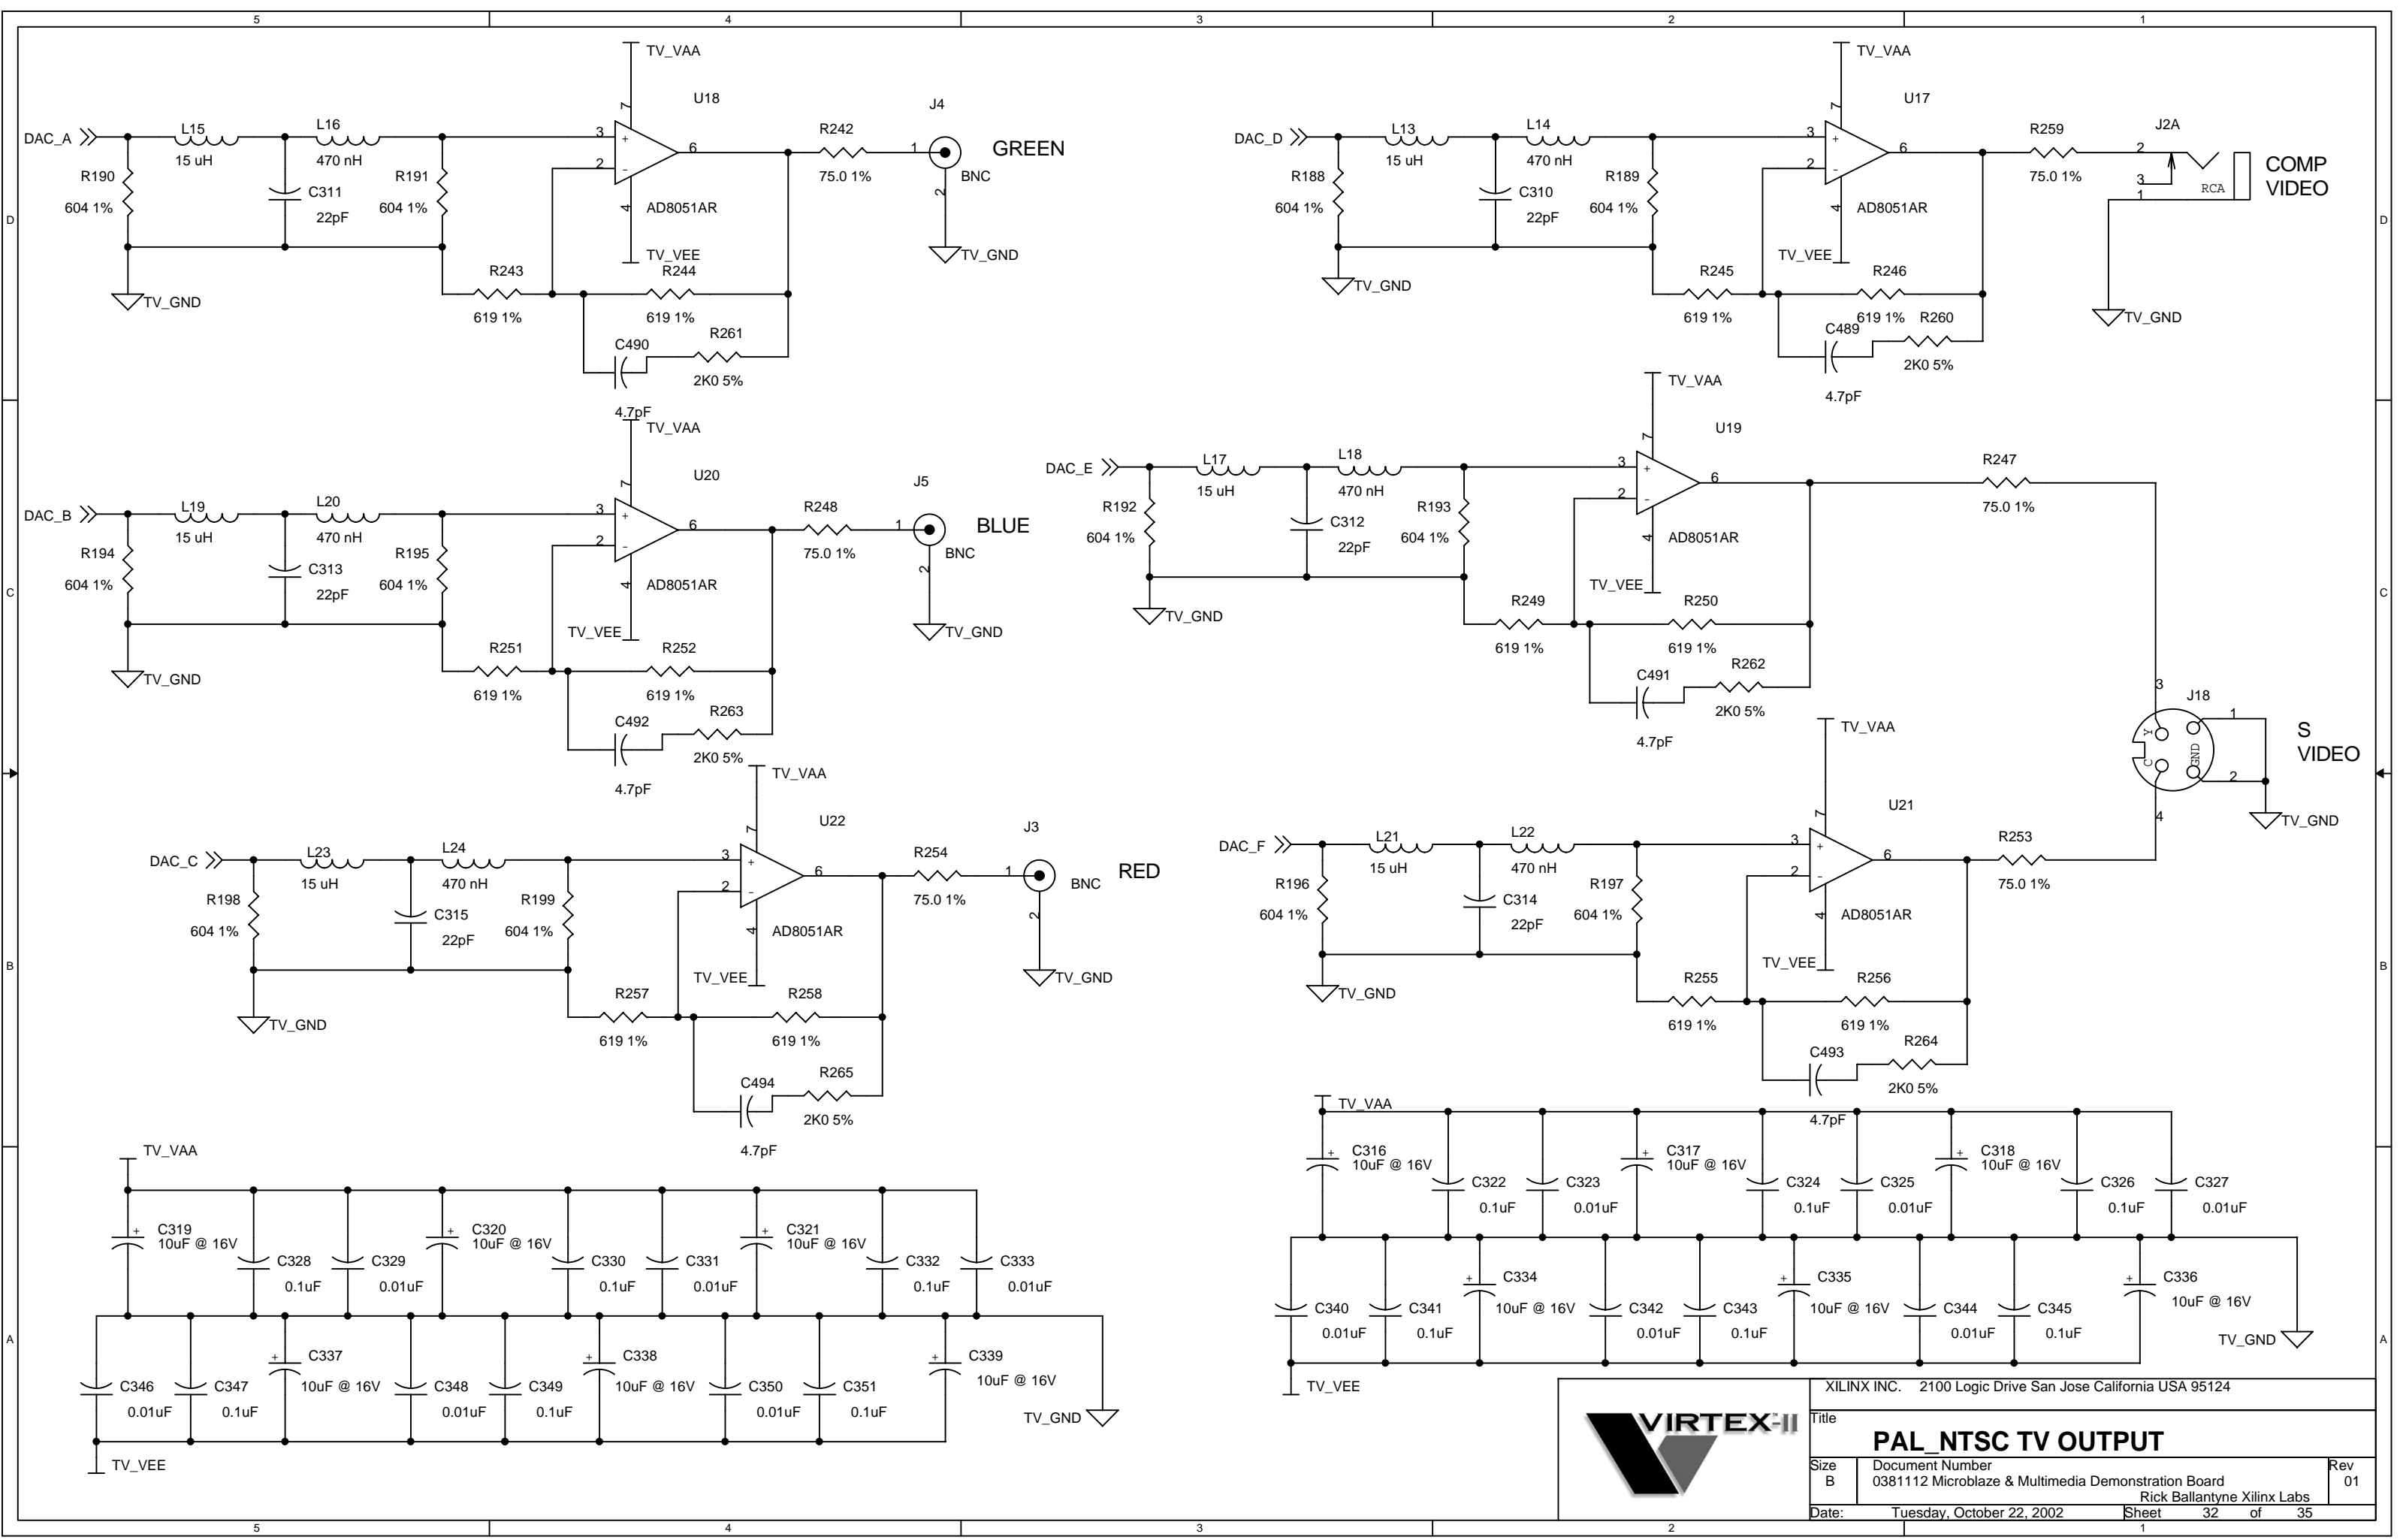 5 4 3 2 1
TV_VAA
U18
J4
DAC_A
L15
15 uH
L16
470 nH
R190
604 1%
C311
22pF
R191
604 1%
7
3
+
2
-
6
4
AD8051AR
TV_VEE
R242
75.0 1%
1
2
BNC
GREEN
TV_GND
TV_GND
R243
619 1%
R244
619 1%
C490
4.7pF
R261
2K0 5%
TV_VAA
U17
J2A
DAC_D
L13
15 uH
L14
470 nH
R188
604 1%
C310
22pF
R189
604 1%
7
3
+
2
-
6
4
AD8051AR
TV_VEE
R259
75.0 1%
2
3
1
RCA
COMP
VIDEO
TV_GND
TV_GND
R245
619 1%
R246
619 1%
C489
4.7pF
R260
2K0 5%
D
D
TV_VAA
U20
J5
DAC_B
L19
15 uH
L20
470 nH
R194
604 1%
C313
22pF
R195
604 1%
7
3
+
2
-
6
4
AD8051AR
TV_VEE
R248
75.0 1%
1
2
BNC
BLUE
TV_GND
TV_GND
R251
619 1%
R252
619 1%
C492
4.7pF
R263
2K0 5%
TV_VAA
U19
DAC_E
L17
15 uH
L18
470 nH
R192
604 1%
C312
22pF
R193
604 1%
7
3
+
2
-
6
4
AD8051AR
TV_VEE
R247
75.0 1%
TV_GND
R249
619 1%
R250
619 1%
C491
4.7pF
R262
2K0 5%
C
C
3
J18
Y
C
GND
1
2
4
S
VIDEO
TV_GND
TV_VAA
U22
J3
DAC_C
L23
15 uH
L24
470 nH
R198
604 1%
C315
22pF
R199
604 1%
7
3
+
2
-
6
4
AD8051AR
TV_VEE
R254
75.0 1%
1
2
BNC
RED
TV_GND
TV_GND
R257
619 1%
R258
619 1%
C494
4.7pF
R265
2K0 5%
TV_VAA
U21
DAC_F
L21
15 uH
L22
470 nH
R196
604 1%
C314
22pF
R197
604 1%
7
3
+
2
-
6
4
AD8051AR
TV_VEE
R253
75.0 1%
TV_GND
R255
619 1%
R256
619 1%
C493
4.7pF
R264
2K0 5%
B
B
TV_VAA
+
C319
10uF @ 16V
C328
0.1uF
C329
0.01uF
+
C320
10uF @ 16V
C330
0.1uF
C331
0.01uF
+
C321
10uF @ 16V
C332
0.1uF
C333
0.01uF
C346
0.01uF
C347
0.1uF
+
C337
10uF @ 16V
C348
0.01uF
C349
0.1uF
+
C338
10uF @ 16V
C350
0.01uF
C351
0.1uF
+
C339
10uF @ 16V
TV_GND
TV_VEE
TV_VAA
+
C316
10uF @ 16V
C322
0.1uF
C323
0.01uF
+
C317
10uF @ 16V
C324
0.1uF
C325
0.01uF
+
C318
10uF @ 16V
C326
0.1uF
C327
0.01uF
C340
0.01uF
C341
0.1uF
+
C334
10uF @ 16V
C342
0.01uF
C343
0.1uF
+
C335
10uF @ 16V
C344
0.01uF
C345
0.1uF
+
C336
10uF @ 16V
TV_GND
TV_VEE
A
A
VIRTEX™-II
XILINX INC. 2100 Logic Drive San Jose California USA 95124
Title
PAL_NTSC TV OUTPUT
Size
B
Document Number
0381112 Microblaze & Multimedia Demonstration Board
Rick Ballantyne Xilinx Labs
Rev
01
Date: Tuesday, October 22, 2002 Sheet 32 of 35
5 4 3 2 1